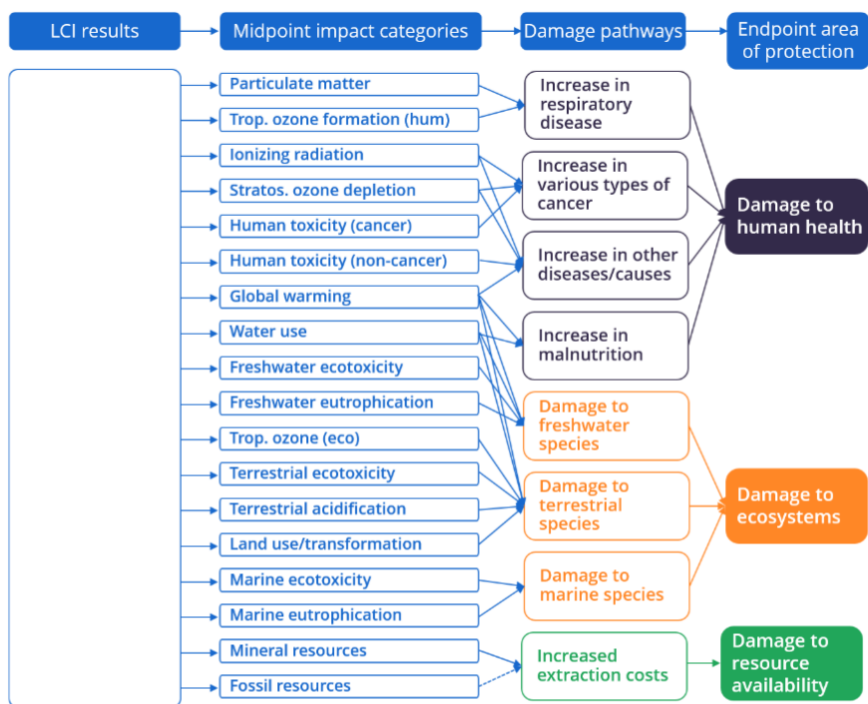 LCI results
Midpoint impact categories
Damage pathways
Endpoint area
of protection
Particulate matter
Trop. ozone formation (hum)
Ionizing radiation
Stratos. ozone depletion
Human toxicity (cancer)
Human toxicity (non-cancer)
Global warming
Water use
Freshwater ecotoxicity
Freshwater eutrophication
Trop. ozone (eco)
Terrestrial ecotoxicity
Terrestrial acidification
Land use/transformation
Marine ecotoxicity
Marine eutrophication
Mineral resources
Fossil resources
Increase in
respiratory
disease
Increase in
various types of
cancer
Increase in other
diseases/causes
Increase in
malnutrition
Damage to
freshwater
species
Damage to
terrestrial
species
Damage to
marine species
Increased
extraction costs
Damage to
human health
Damage to
ecosystems
Damage to
resource
availability